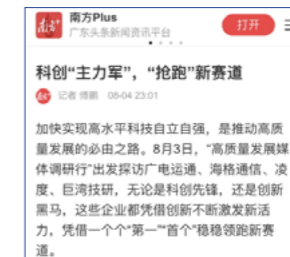 南方Plus
广东头条新闻资讯平台
打开
科创“主力军”，“抢跑”新赛道
记者 傅鹏 08-04 23:01
加快实现高水平科技自立自强，是推动高质
量发展的必由之路。8月3日，“高质量发展媒
体调研行”出发探访广电运通、海格通信、凌
度、巨湾技研，无论是科创先锋，还是创新
黑马，这些企业都凭借创新不断激发新活
力，凭借一个个“第一”“首个”稳稳领跑新赛
道。